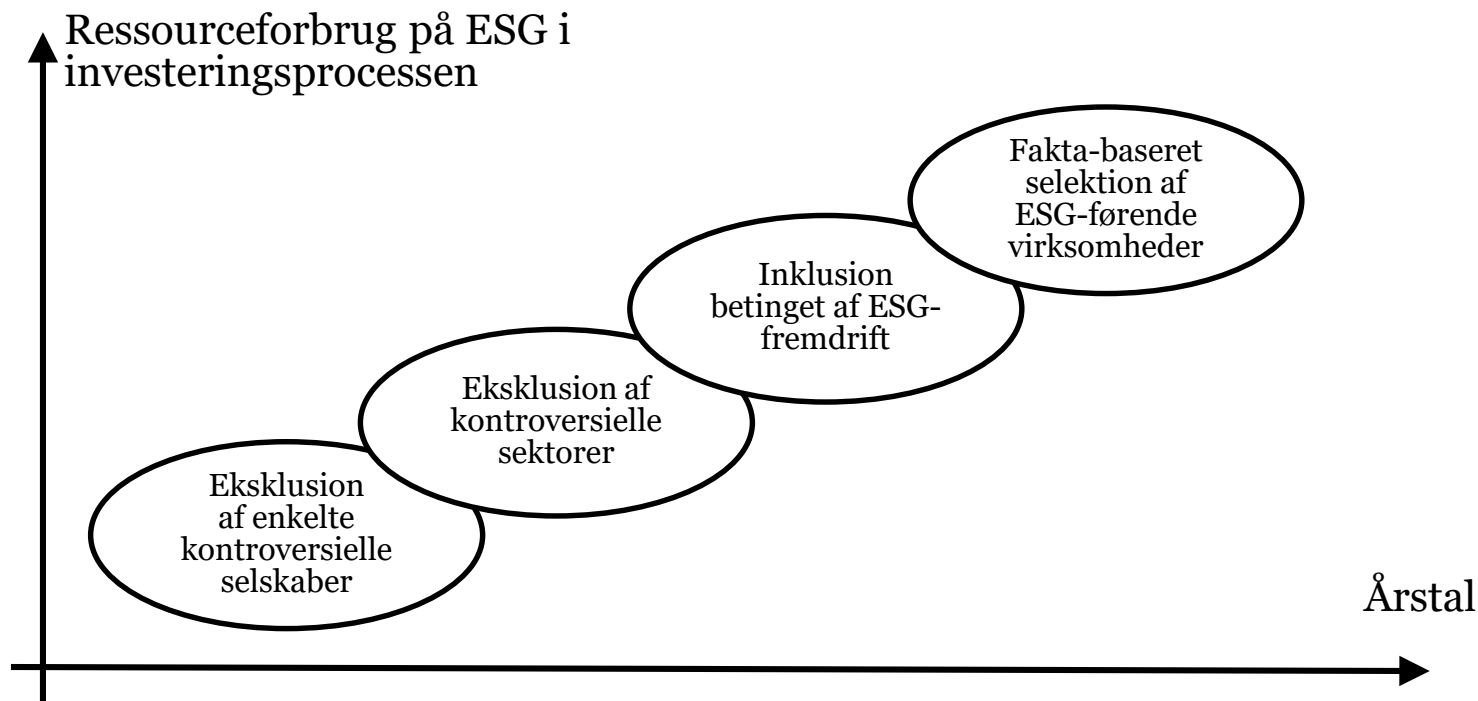 Ressourceforbrug på ESG i
investeringsprocessen
Fakta-baseret
selektion af
ESG-førende
virksomheder
Inklusion
betinget af ESG-
fremdrift
Eksklusion af
kontroversielle
sektorer
Eksklusion
af enkelte
kontroversielle
selskaber
Årstal